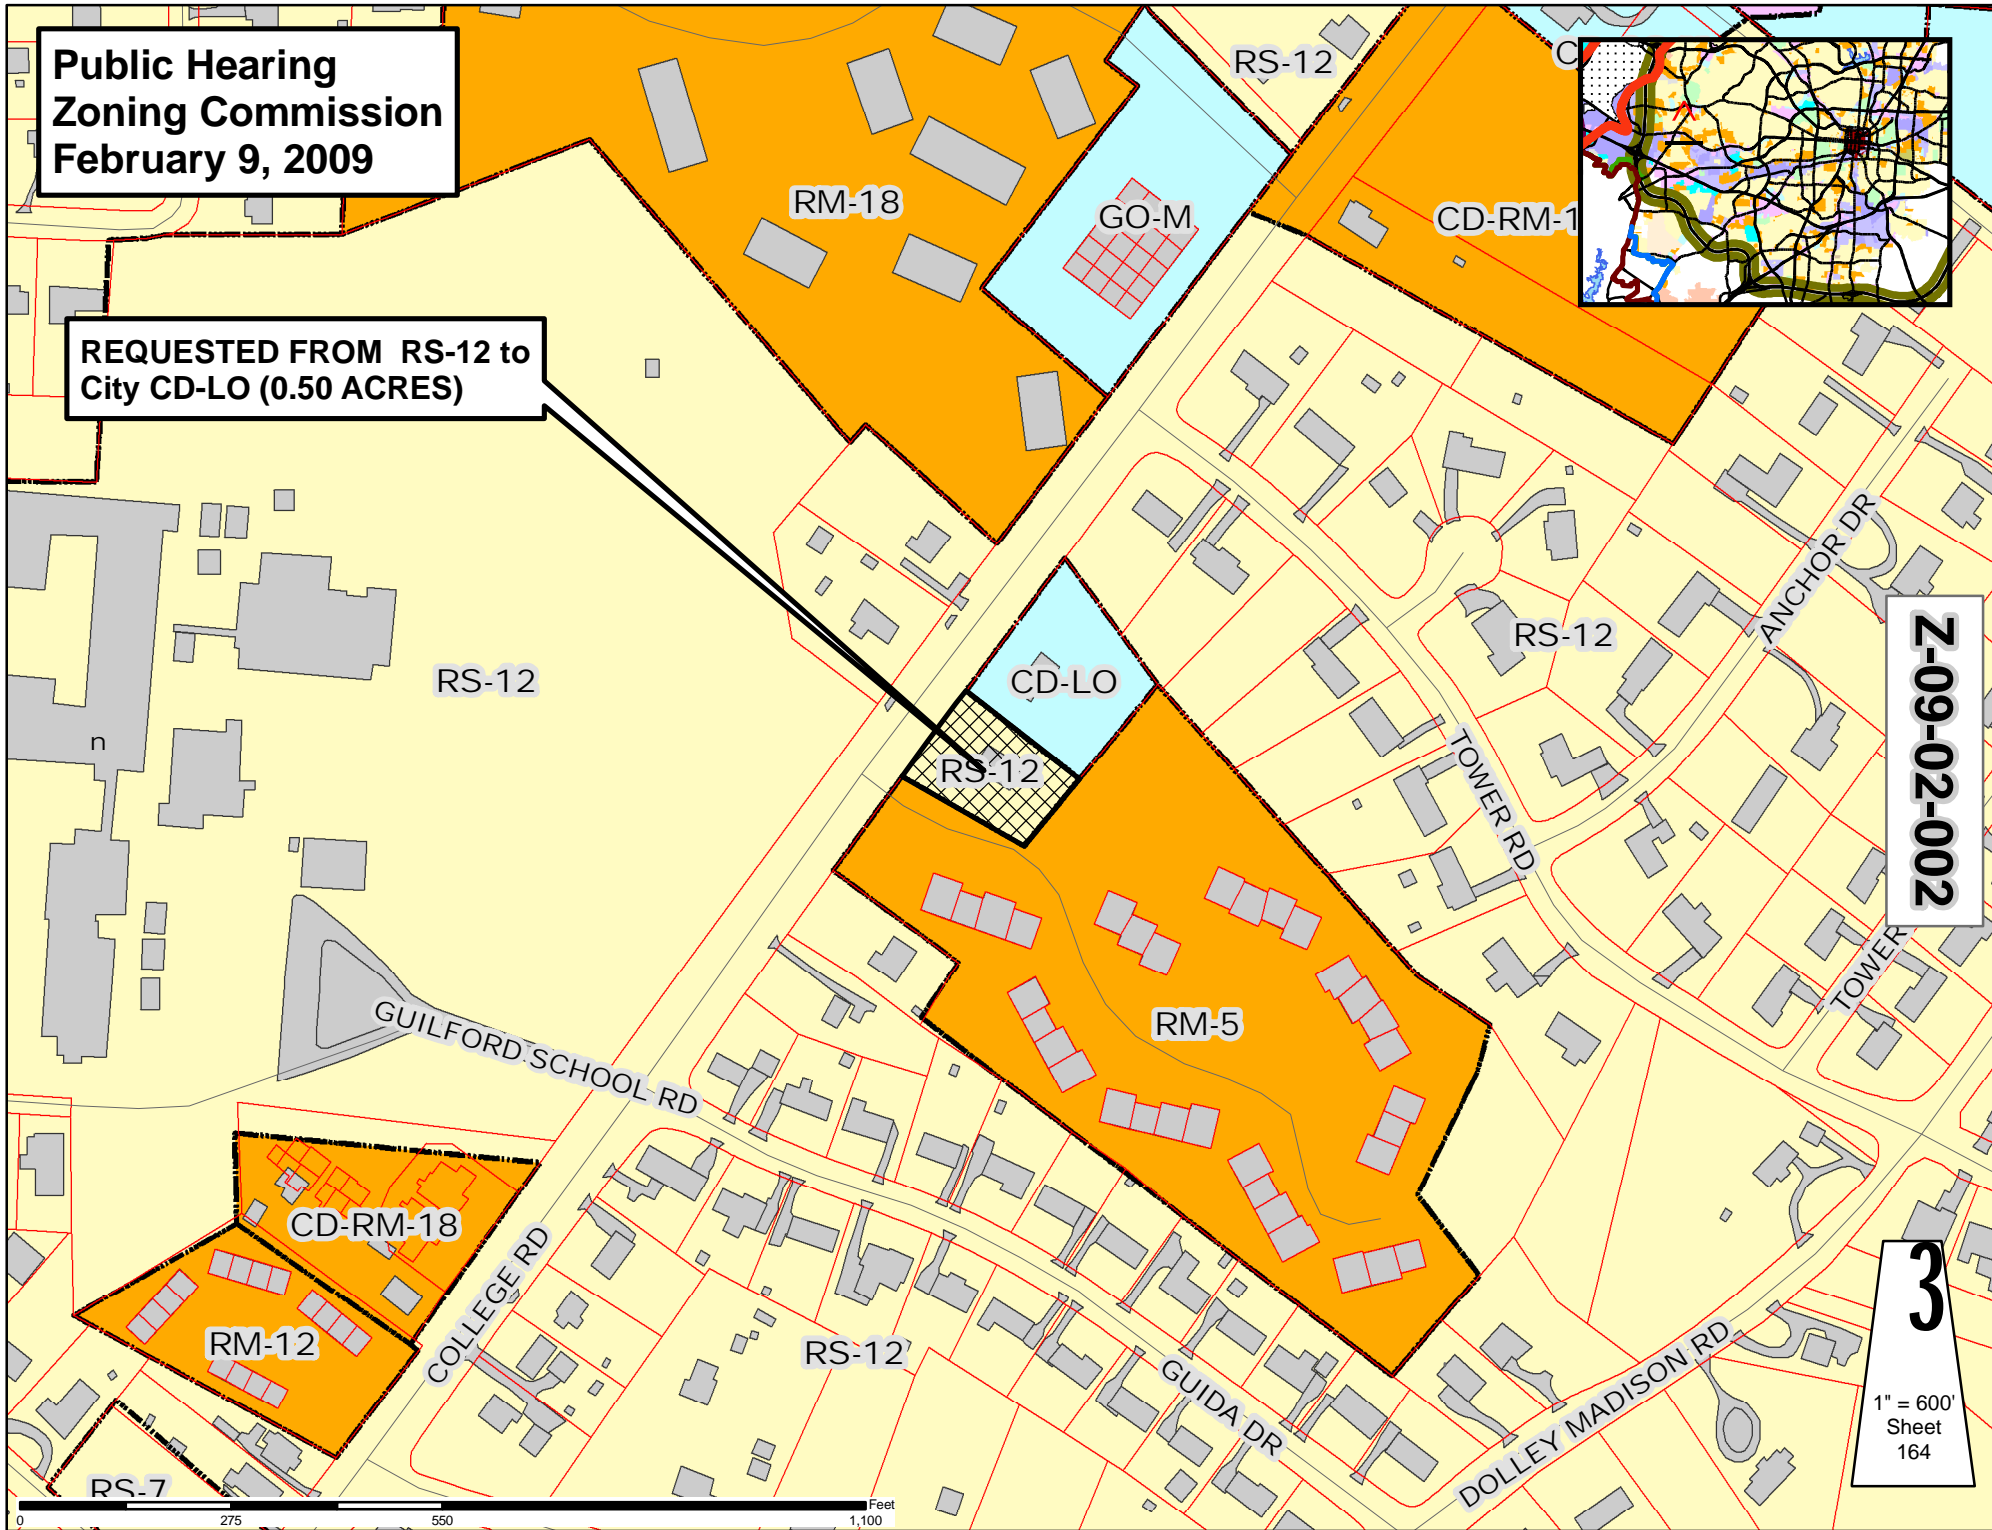 Public Hearing
Zoning Commission
February 9, 2009
RS-12
RM-18
GO-M
CD-RM-1
REQUESTED FROM RS-12 to
City CD-LO (0.50 ACRES)
ANCHOR DR
RS-12
RS-12
CD-LO
Z-09-02-002
n
RS-12
TOWER RD
TOWER
GUILFORD SCHOOL RD
RM-5
CD-RM-18
COLLEGE RD
RM-12
RS-12
GUIDA DR
DOLLEY MADISON RD
3
1" = 600'
Sheet
164
RS-7
0 275 550 1,100 Feet